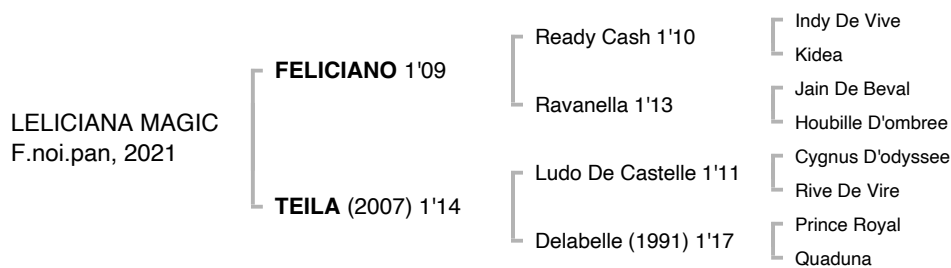 LELICIANA MAGIC
F.noi.pan, 2021
FELICIANO 1'09
TEILA (2007) 1'14
Ready Cash 1'10
Ravanella 1'13
Ludo De Castelle 1'11
Delabelle (1991) 1'17
Indy De Vive
Kidea
Jain De Beval
Houbille D'ombree
Cygnus D'odyssee
Rive De Vire
Prince Royal
Quaduna